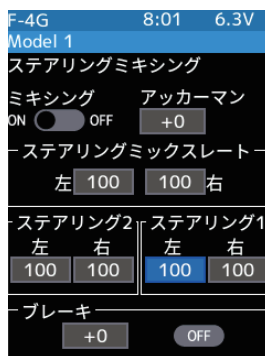 F-4G 8:01 6.3V
Model 1
ステアリングミキシング
ミキシング アッカーマン
ON OFF +0
ステアリングミックスレート
左 100 100 右
ステアリング2 ステアリング1
左 右 左 右
100 100 100 100
ブレーキ
+0 OFF